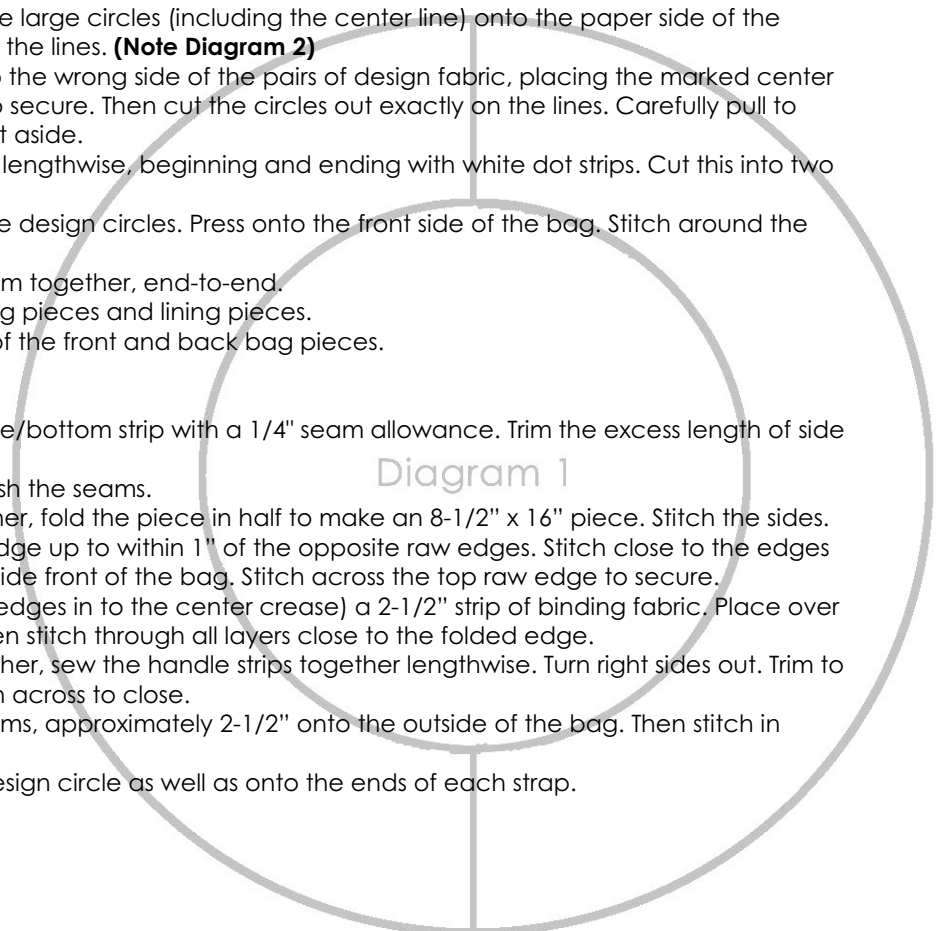 e large circles (including the center line) onto the paper side of the
the lines. (Note Diagram 2)
the wrong side of the pairs of design fabric, placing the marked center
secure. Then cut the circles out exactly on the lines. Carefully pull to
t aside.
lengthwise, beginning and ending with white dot strips. Cut this into two
e design circles. Press onto the front side of the bag. Stitch around the
m together, end-to-end.
g pieces and lining pieces.
of the front and back bag pieces.
e/bottom strip with a 1/4" seam allowance. Trim the excess length of side
Diagram 1
sh the seams.
her, fold the piece in half to make an 8-1/2” x 16” piece. Stitch the sides.
dge up to within 1” of the opposite raw edges. Stitch close to the edges
ide front of the bag. Stitch across the top raw edge to secure.
edges in to the center crease) a 2-1/2” strip of binding fabric. Place over
en stitch through all layers close to the folded edge.
her, sew the handle strips together lengthwise. Turn right sides out. Trim to
h across to close.
ms, approximately 2-1/2” onto the outside of the bag. Then stitch in
esign circle as well as onto the ends of each strap.